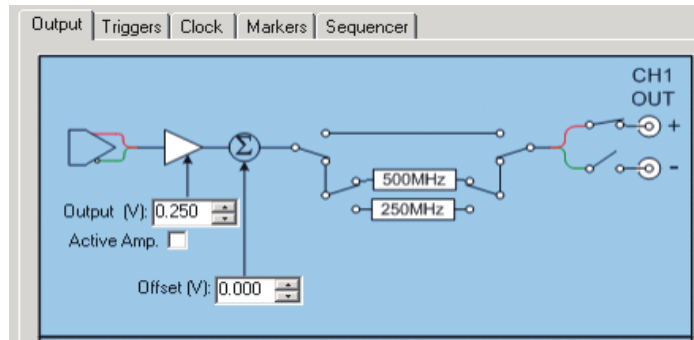 Output Triggers Clock Markers Sequencer
CH1
OUT
+
Σ
500MHz
-
Output (V): 0.250
250MHz
Active Amp.
Offset (V): 0.000